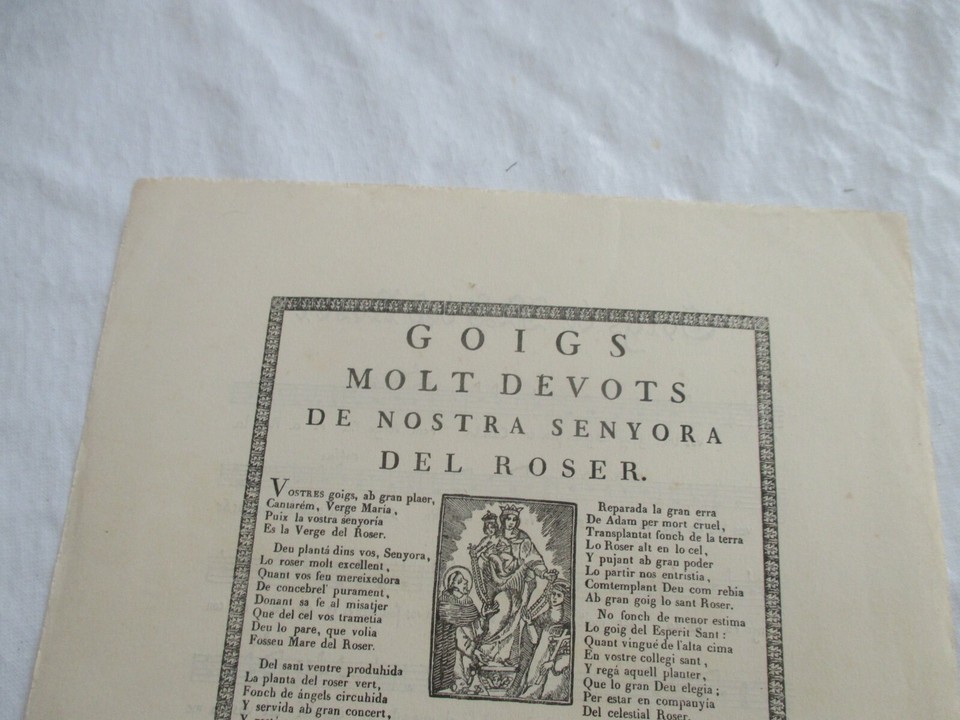 GOIGS
MOLT DEVOTS
DE NOSTRA SENYORA
DEL ROSER.
VOSTRES goigs, ab gran plaer,
Cantarém, Verge Maria,
Puix la vostra senyoría
Es la Verge del Roser.
Deu plantá dins vos, Senyora,
Lo roser molt excellent,
Quant vos feu mereixedora
De concebrel' purament,
Donant sa fe al misatjer
Que del cel vos trametia
Deu lo pare, que volia
Fosseu Mare del Roser.
Del sant ventre produhida
La planta del roser vert,
Fonch de ángels circuhida
Y servida ab gran concert,
Reparada la gran erra
De Adam per mort cruel,
Transplantat fonch de la terra
Lo Roser alt en lo cel,
Y pujant ab gran poder
Lo partir nos entristia,
Comtemplant Deu com rebia
Ab gran goig lo sant Roser.
No fonch de menor estima
Lo goig del Esperit Sant:
Quant vingué de l'alta cima
En vostre collegi sant,
Y regá aquell planter,
Que lo gran Deu elegia;
Per estar en companyía
Del celestial Roser.